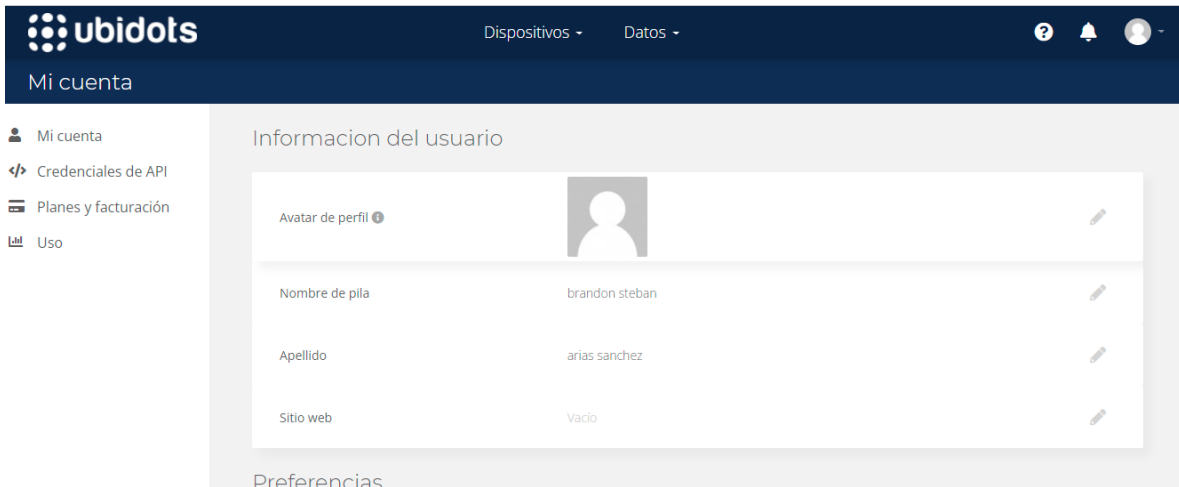 ubidots
Dispositivos
Datos
Mi cuenta
Mi cuenta
Credenciales de API
Planes y facturación
Uso
Informacion del usuario
Avatar de perfil
Nombre de pila brandon steban
Apellido arias sanchez
Sitio web Vacío
Preferencias